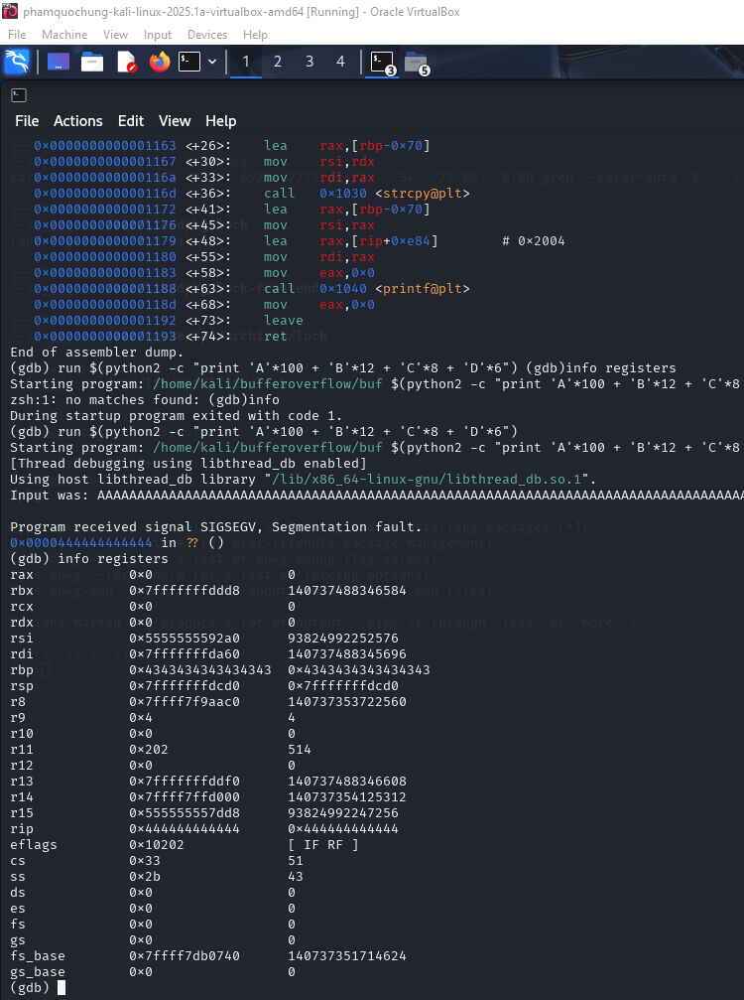 phamquochung-kali-linux-2025.1a-virtualbox-amd64 [Running] - Oracle VirtualBox
File Machine View Input Devices Help
1 2 3 4 3 5
File Actions Edit View Help
0×0000000000001163 <+26>: lea rax,[rbp-0×70]
0×0000000000001167 <+30>: mov rsi,rdx
0×000000000000116a <+33>: mov rdi,rax
0×000000000000116d <+36>: call 0×1030 <strcpy@plt>
0×0000000000001172 <+41>: lea rax,[rbp-0×70]
0×0000000000001176 <+45>: mov rsi,rax
0×0000000000001179 <+48>: lea rax,[rip+0×e84] # 0×2004
0×0000000000001180 <+55>: mov rdi,rax
0×0000000000001183 <+58>: mov eax,0×0
0×0000000000001188 <+63>: call 0×1040 <printf@plt>
0×000000000000118d <+68>: mov eax,0×0
0×0000000000001192 <+73>: leave
0×0000000000001193 <+74>: ret
End of assembler dump.
(gdb) run $(python2 -c "print 'A'*100 + 'B'*12 + 'C'*8 + 'D'*6") (gdb)info registers
Starting program: /home/kali/bufferoverflow/buf $(python2 -c "print 'A'*100 + 'B'*12 + 'C'*8
zsh:1: no matches found: (gdb)info
During startup program exited with code 1.
(gdb) run $(python2 -c "print 'A'*100 + 'B'*12 + 'C'*8 + 'D'*6")
Starting program: /home/kali/bufferoverflow/buf $(python2 -c "print 'A'*100 + 'B'*12 + 'C'*8
[Thread debugging using libthread_db enabled]
Using host libthread_db library "/lib/x86_64-linux-gnu/libthread_db.so.1".
Input was: AAAAAAAAAAAAAAAAAAAAAAAAAAAAAAAAAAAAAAAAAAAAAAAAAAAAAAAAAAAAAAAAAAAAAAAAAAAAAAAAAA
Program received signal SIGSEGV, Segmentation fault.
0×0000444444444444 in ?? ()
(gdb) info registers
rax 0×0 0
rbx 0×7fffffffddd8 140737488346584
rcx 0×0 0
rdx 0×0 0
rsi 0×5555555592a0 93824992252576
rdi 0×7fffffffda60 140737488345696
rbp 0×4343434343434343 0×4343434343434343
rsp 0×7fffffffdcd0 0×7fffffffdcd0
r8 0×7ffff7f9aac0 140737353722560
r9 0×4 4
r10 0×0 0
r11 0×202 514
r12 0×0 0
r13 0×7fffffffddf0 140737488346608
r14 0×7ffff7ffd000 140737354125312
r15 0×555555557dd8 93824992247256
rip 0×444444444444 0×444444444444
eflags 0×10202 [ IF RF ]
cs 0×33 51
ss 0×2b 43
ds 0×0 0
es 0×0 0
fs 0×0 0
gs 0×0 0
fs_base 0×7ffff7db0740 140737351714624
gs_base 0×0 0
(gdb)